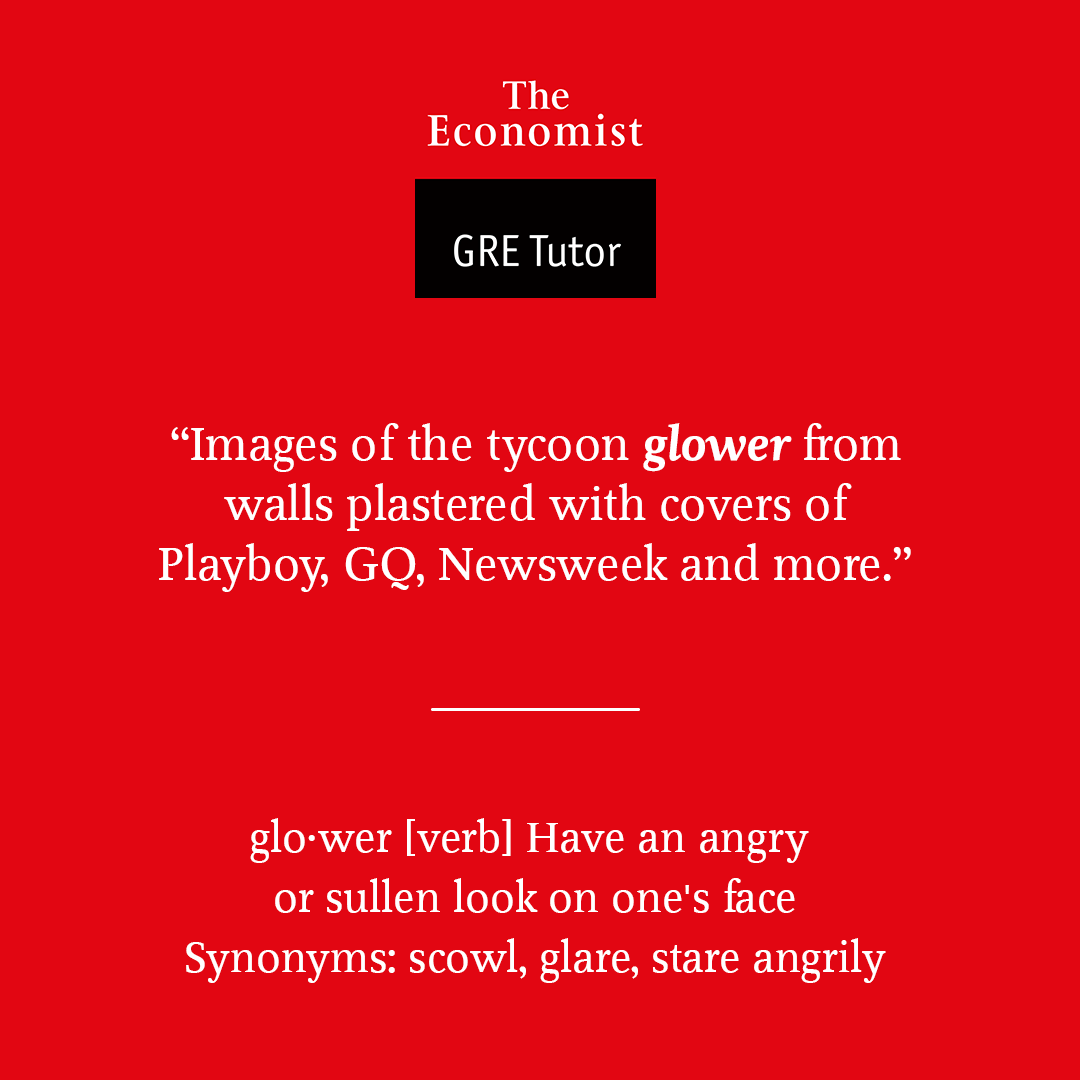 The
Economist
GRE Tutor
“Images of the tycoon glower from
walls plastered with covers of
Playboy, GQ, Newsweek and more.”
glo·wer [verb] Have an angry
or sullen look on one's face
Synonyms: scowl, glare, stare angrily